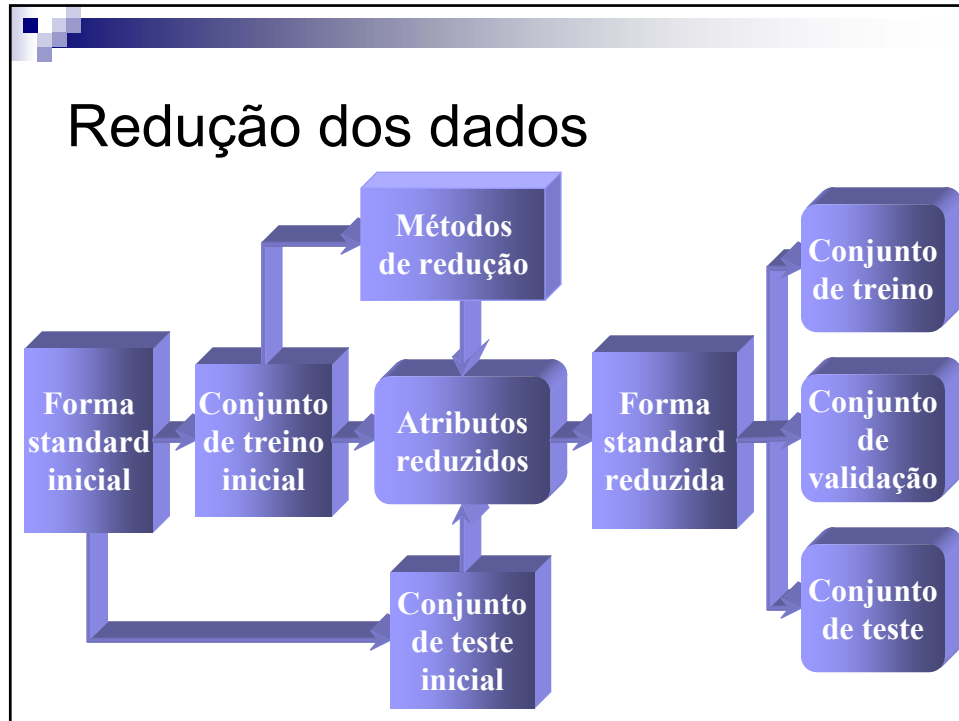 Redução dos dados
Métodos
de redução
Forma
standard
inicial
Conjunto
de treino
inicial
Atributos
reduzidos
Conjunto
de teste
inicial
Forma
standard
reduzida
Conjunto
de treino
Conjunto
de
validação
Conjunto
de teste